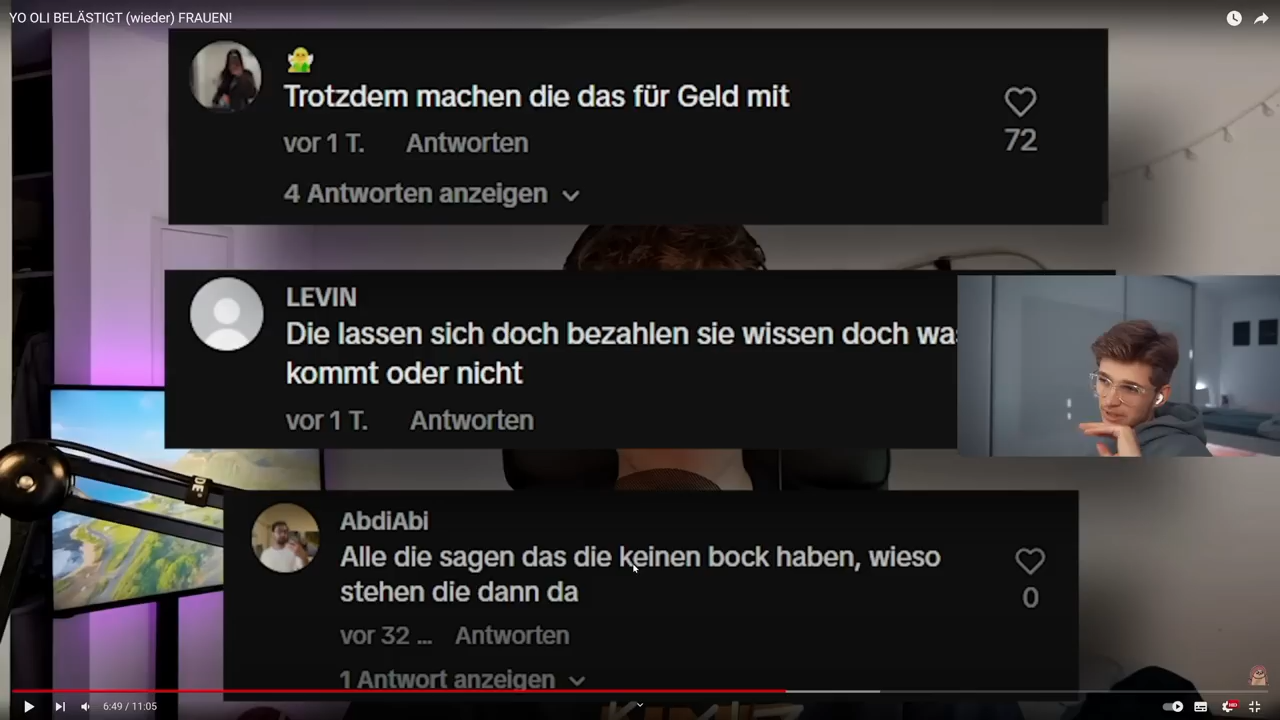 YO OLI BELÄSTIGT (wieder) FRAUEN!
Trotzdem machen die das für Geld mit
vor 1 T. Antworten
72
4 Antworten anzeigen
LEVIN
Die lassen sich doch bezahlen sie wissen doch
kommt oder nicht
vor 1 T. Antworten
AbdiAbi
Alle die sagen das die keinen bock haben, wieso
stehen die dann da
0
vor 32 ... Antworten
1 Antwort anzeigen
6:49 / 11:05
HD